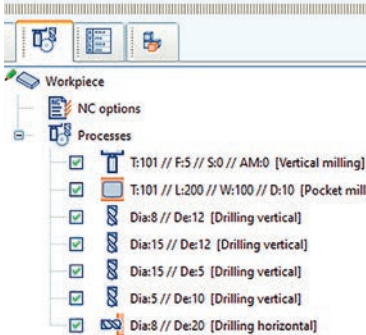 Workpiece
NC options
Processes
T:101 // F:5 // S:0 // AM:0 [Vertical milling]
T:101 // L:200 // W:100 // D:10 [Pocket mill
Dia:8 // De:12 [Drilling vertical]
Dia:15 // De:12 [Drilling vertical]
Dia:15 // De:5 [Drilling vertical]
Dia:5 // De:10 [Drilling vertical]
Dia:8 // De:20 [Drilling horizontal]